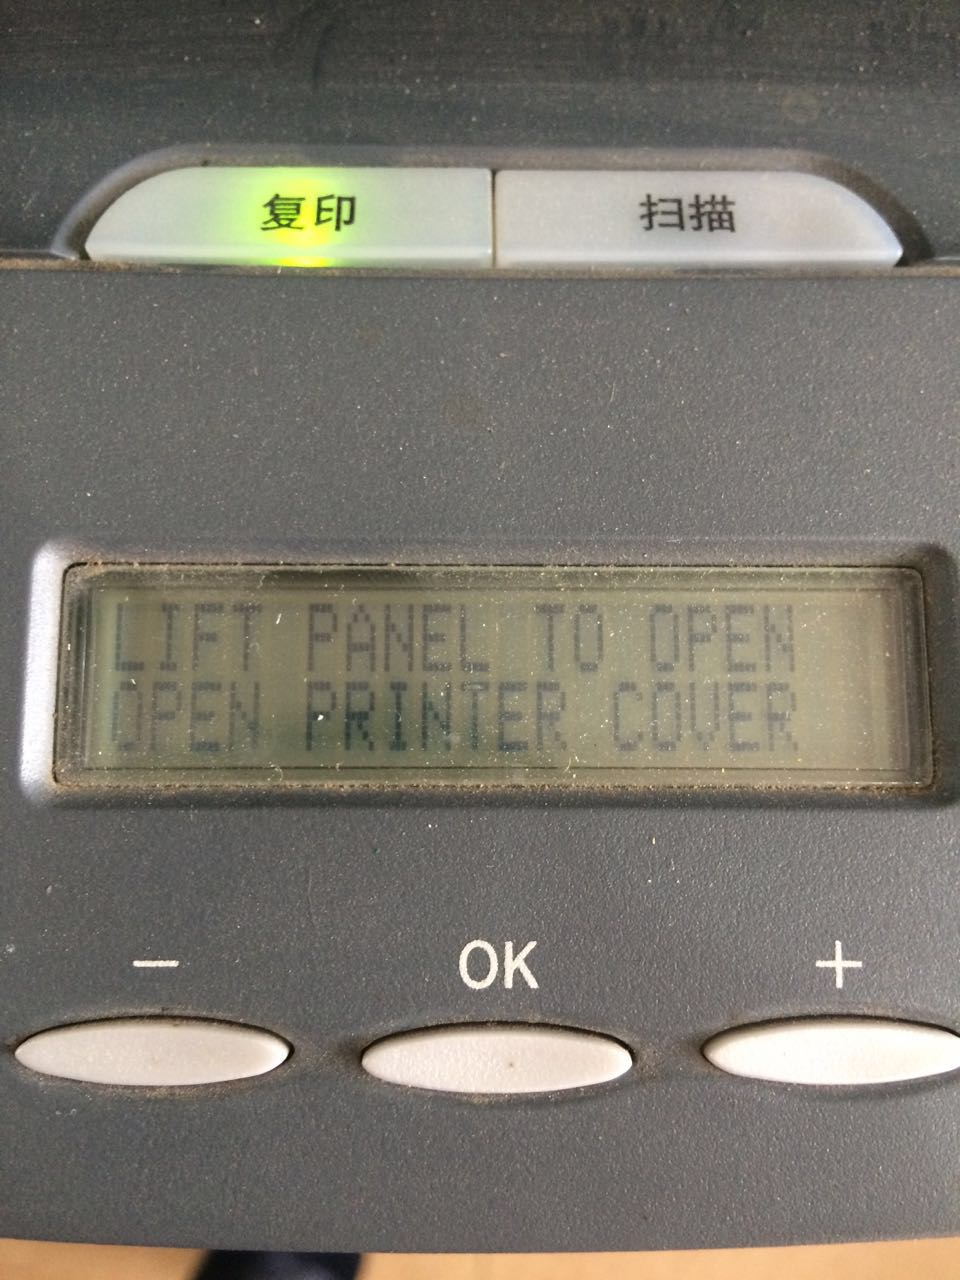 复印 扫描
LIFT PANEL TO OPEN
OPEN PRINTER COVER
− OK +